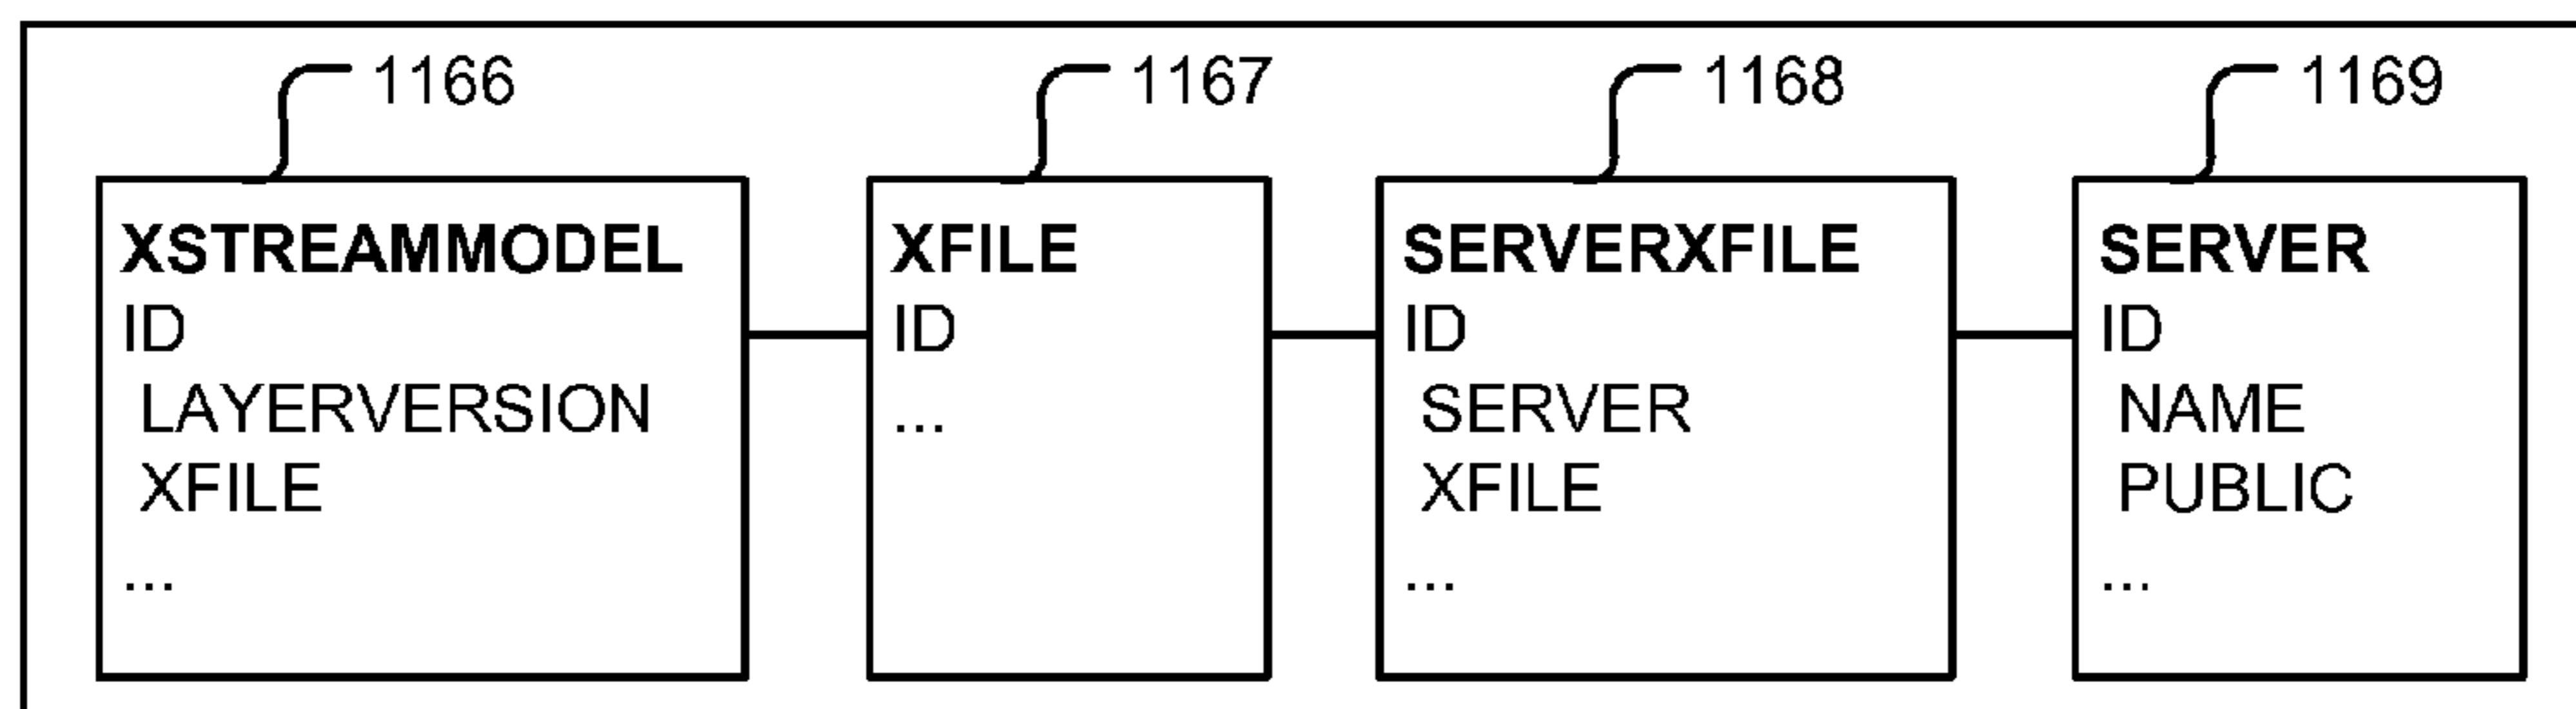 1166
1167
1168
1169
XSTREAMMODEL
ID
LAYERVERSION
XFILE
...
XFILE
ID
...
SERVERXFILE
ID
SERVER
XFILE
...
SERVER
ID
NAME
PUBLIC
...